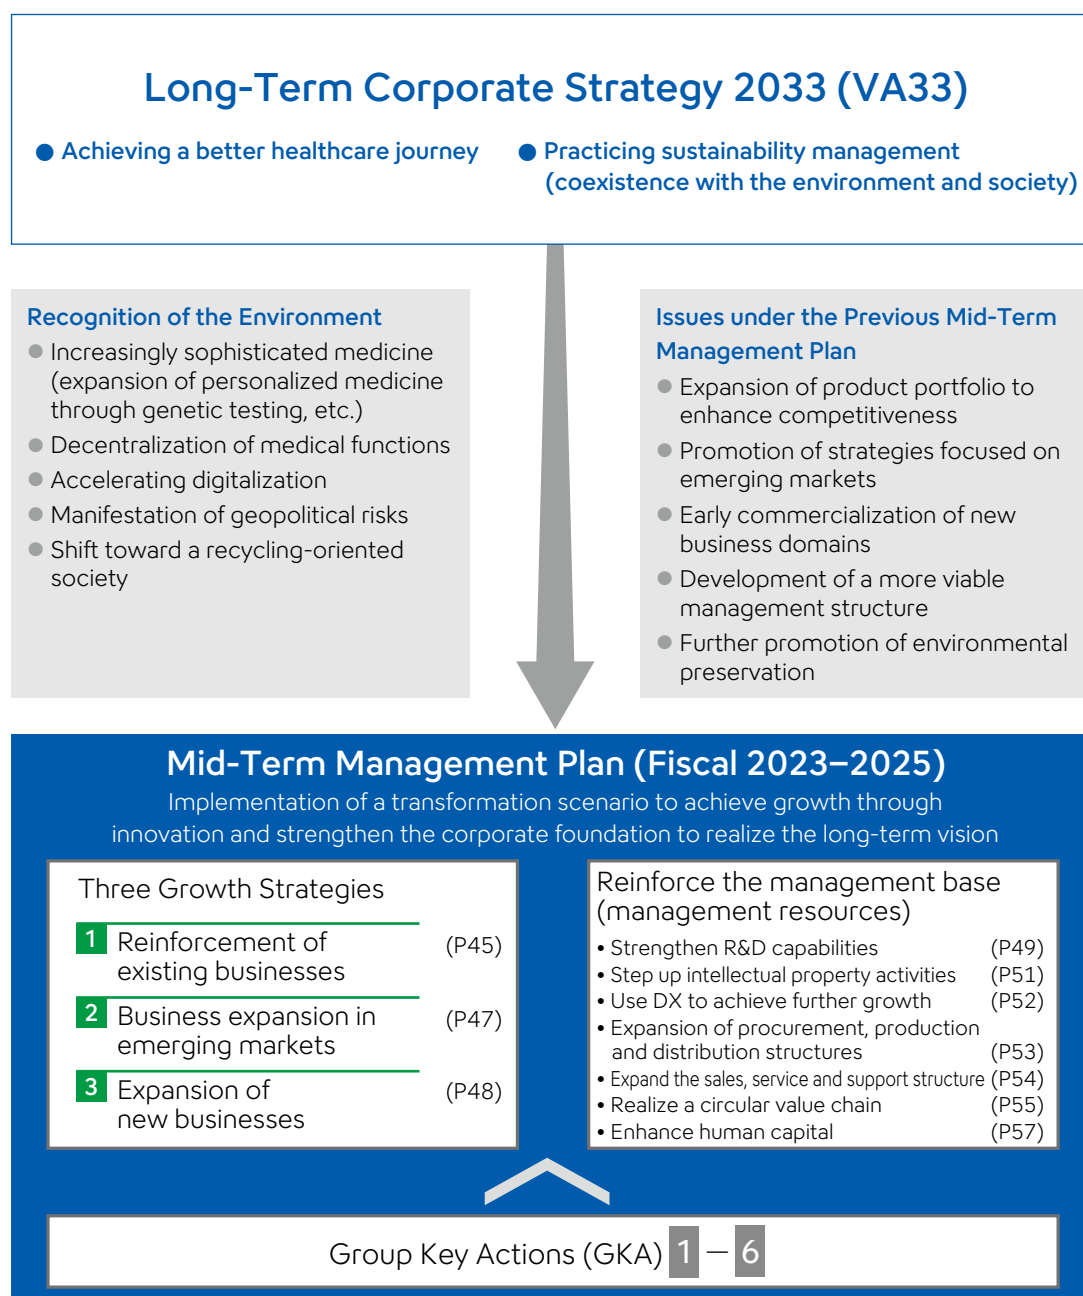 Long-Term Corporate Strategy 2033 (VA33)
● Achieving a better healthcare journey
● Practicing sustainability management
(coexistence with the environment and society)
Recognition of the Environment
● Increasingly sophisticated medicine
(expansion of personalized medicine
through genetic testing, etc.)
● Decentralization of medical functions
● Accelerating digitalization
● Manifestation of geopolitical risks
● Shift toward a recycling-oriented
society
Issues under the Previous Mid-Term
Management Plan
● Expansion of product portfolio to
enhance competitiveness
● Promotion of strategies focused on
emerging markets
● Early commercialization of new
business domains
● Development of a more viable
management structure
● Further promotion of environmental
preservation
Mid-Term Management Plan (Fiscal 2023–2025)
Implementation of a transformation scenario to achieve growth through
innovation and strengthen the corporate foundation to realize the long-term vision
Three Growth Strategies
1 Reinforcement of (P45)
existing businesses
2 Business expansion in (P47)
emerging markets
3 Expansion of (P48)
new businesses
Reinforce the management base
(management resources)
• Strengthen R&D capabilities (P49)
• Step up intellectual property activities (P51)
• Use DX to achieve further growth (P52)
• Expansion of procurement, production
and distribution structures (P53)
• Expand the sales, service and support structure (P54)
• Realize a circular value chain (P55)
• Enhance human capital (P57)
Group Key Actions (GKA) 1 — 6